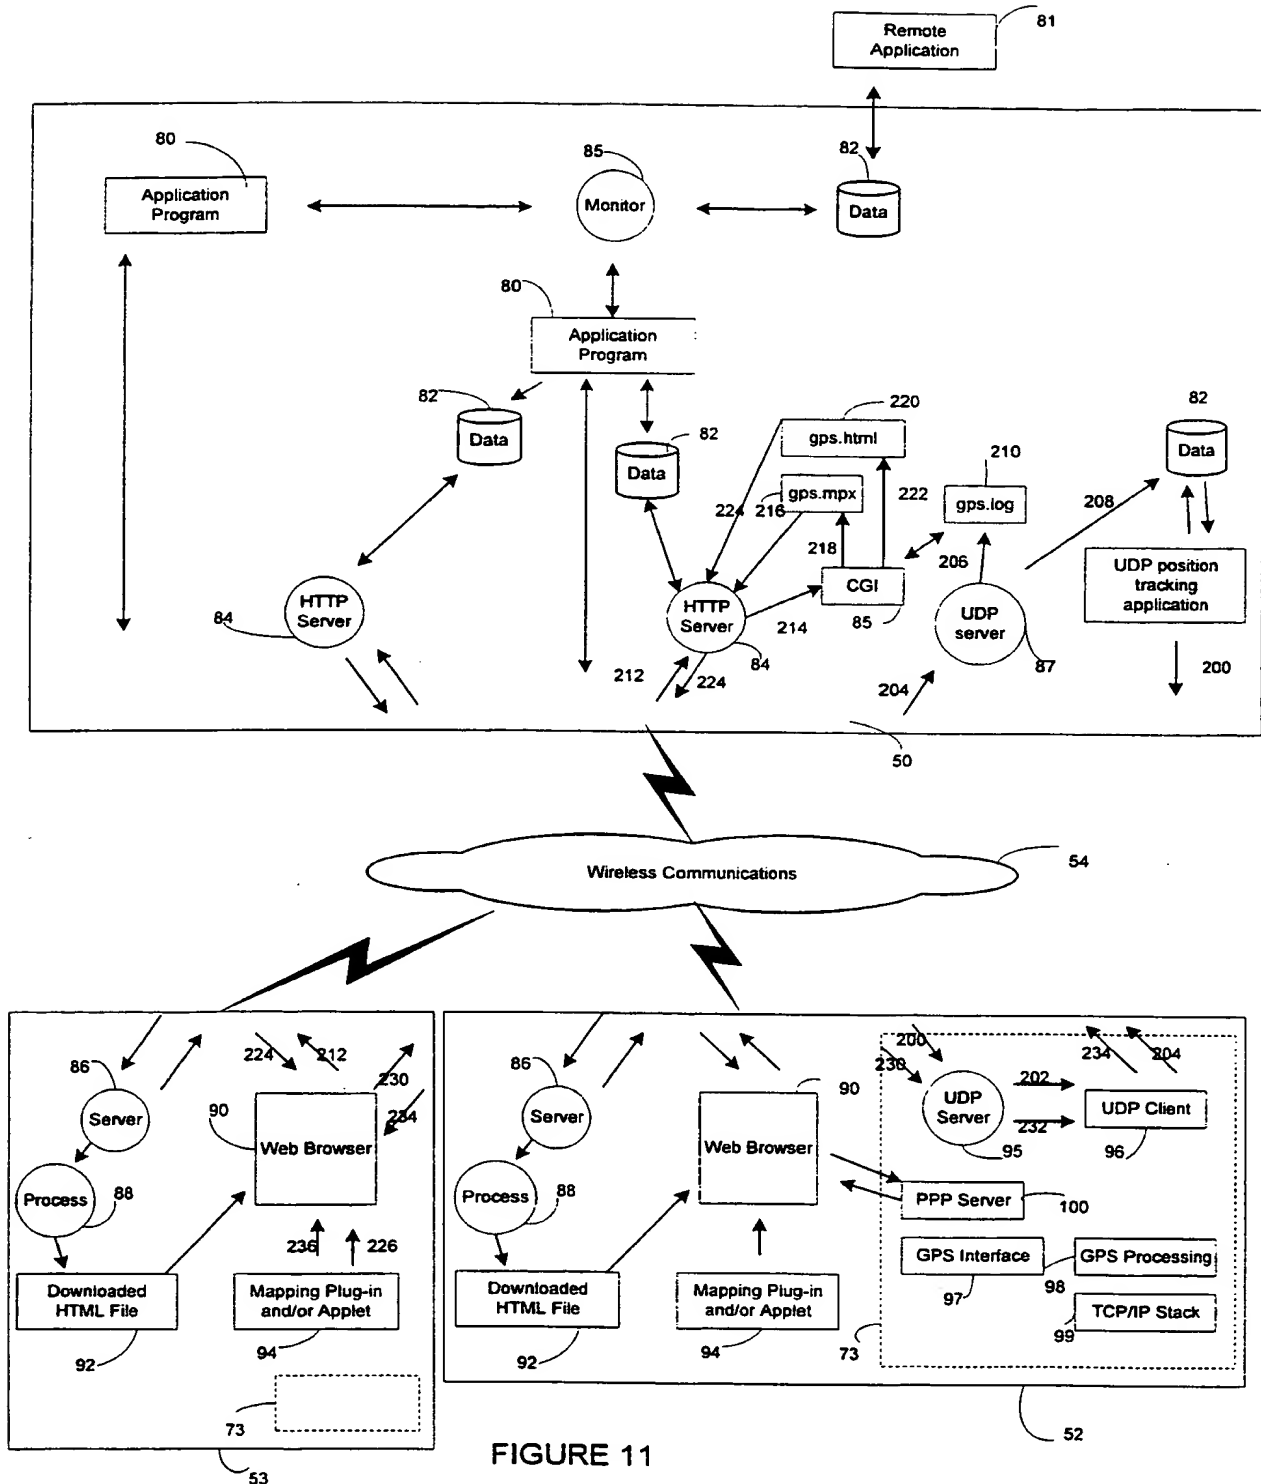 81
Remote
Application
80
85
82
Application
Program
Monitor
Data
80
Application
Program
82
Data
82
Data
220
gps.html
224
216
gps.mpx
222
210
gps.log
82
Data
208
218
206
HTTP
Server
84
HTTP
Server
84
214
CGI
85
UDP
server
87
UDP position
tracking
application
212
224
204
200
50
Wireless Communications
54
86
Server
224
212
230
234
90
Web Browser
Process
88
236
226
Downloaded
HTML File
92
Mapping Plug-in
and/or Applet
94
73
53
86
Server
90
Web Browser
Process
88
Downloaded
HTML File
92
Mapping Plug-in
and/or Applet
94
200
230
234
204
UDP
Server
95
202
232
UDP Client
96
PPP Server
100
GPS Interface
97
98
GPS Processing
99
TCP/IP Stack
73
52
FIGURE 11